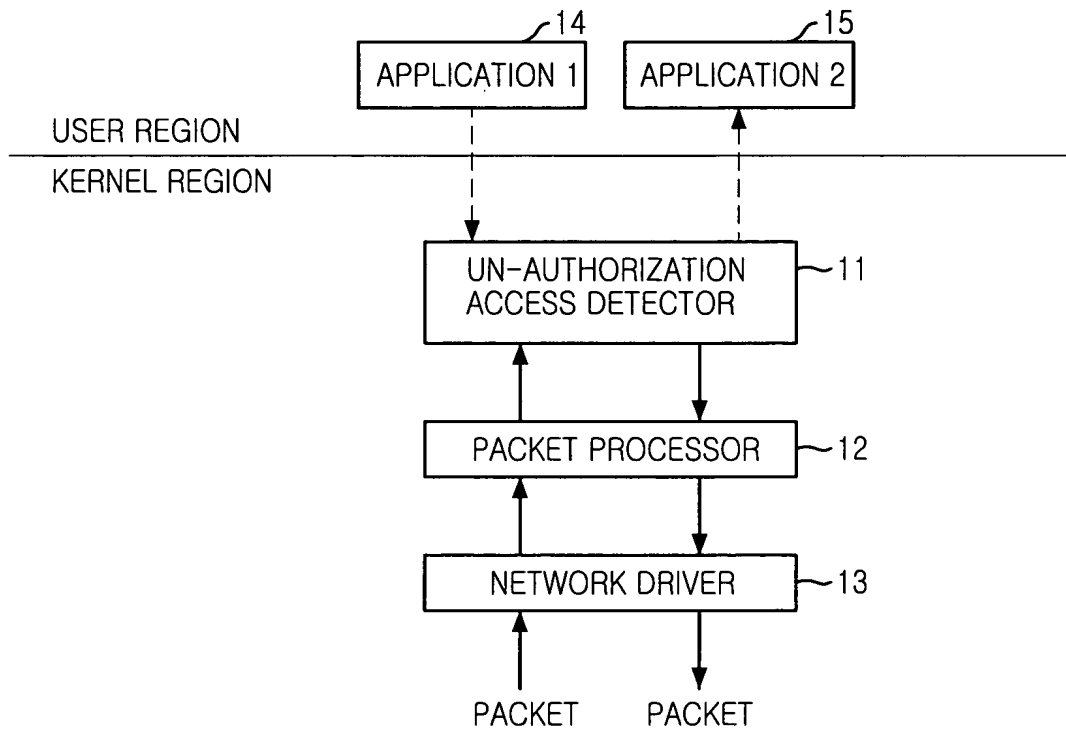 14
15
APPLICATION 1
APPLICATION 2
USER REGION
KERNEL REGION
UN-AUTHORIZATION
ACCESS DETECTOR
11
PACKET PROCESSOR
12
NETWORK DRIVER
13
PACKET
PACKET